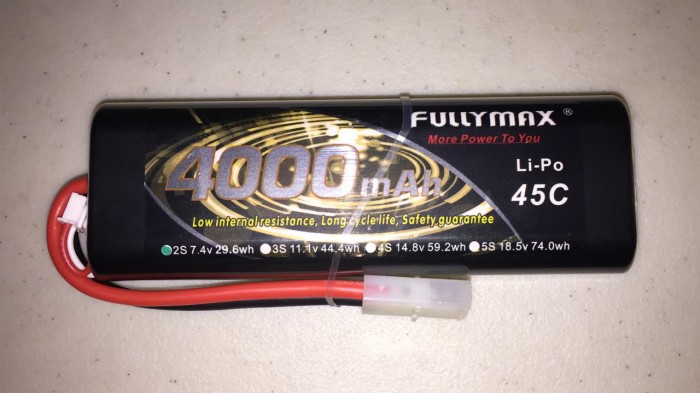 FULLYMAX ®
More Power To You
4000mAh
Li-Po
45C
Low internal resistance, Long cycle life, Safety guarantee
2S 7.4v 29.6wh 3S 11.1v 44.4wh 4S 14.8v 59.2wh 5S 18.5v 74.0wh